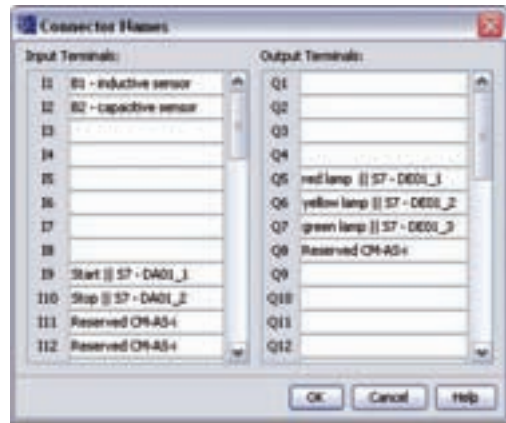 Connector Names
Input Terminals:
Output Terminals:
I1 B1 - inductive sensor
I2 B2 - capacitive sensor
I3
I4
I5
I6
I7
I8
I9 Start || S7 - DA01_1
I10 Stop || S7 - DA01_2
I11 Reserved CM-AS-i
I12 Reserved CM-AS-i
Q1
Q2
Q3
Q4
Q5 red lamp || S7 - DE01_1
Q6 yellow lamp || S7 - DE01_2
Q7 green lamp || S7 - DE01_3
Q8 Reserved CM-AS-i
Q9
Q10
Q11
Q12
OK
Cancel
Help